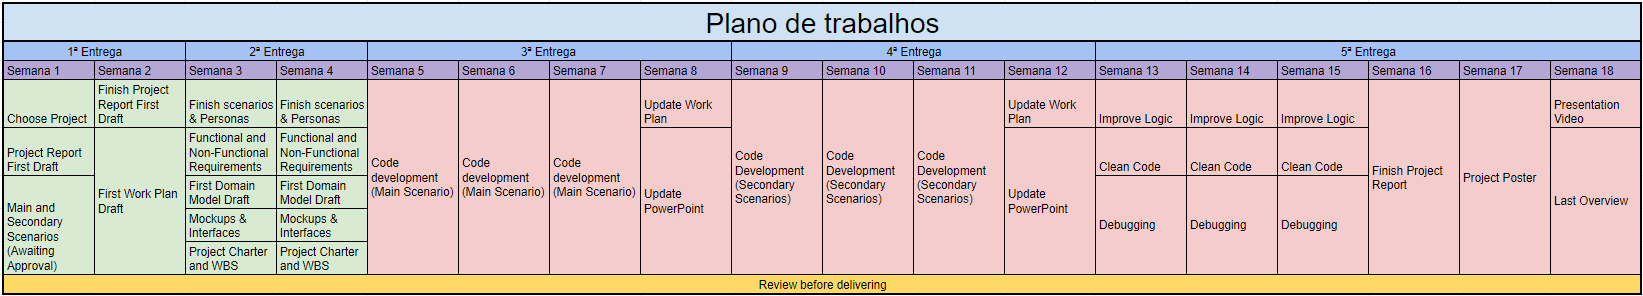 Plano de trabalhos
1ª Entrega
2ª Entrega
3ª Entrega
4ª Entrega
5ª Entrega
Semana 1
Semana 2
Semana 3
Semana 4
Semana 5
Semana 6
Semana 7
Semana 8
Semana 9
Semana 10
Semana 11
Semana 12
Semana 13
Semana 14
Semana 15
Semana 16
Semana 17
Semana 18
Choose Project
Project Report
First Draft
Main and
Secondary
Scenarios
(Awaiting
Approval)
Finish Project
Report First
Draft
First Work Plan
Draft
Finish scenarios
& Personas
Functional and
Non-Functional
Requirements
First Domain
Model Draft
Mockups &
Interfaces
Project Charter
and WBS
Finish scenarios
& Personas
Functional and
Non-Functional
Requirements
First Domain
Model Draft
Mockups &
Interfaces
Project Charter
and WBS
Code
development
(Main Scenario)
Code
development
(Main Scenario)
Code
development
(Main Scenario)
Update Work
Plan
Update
PowerPoint
Code
Development
(Secondary
Scenarios)
Code
Development
(Secondary
Scenarios)
Code
Development
(Secondary
Scenarios)
Update Work
Plan
Update
PowerPoint
Improve Logic
Clean Code
Debugging
Improve Logic
Clean Code
Debugging
Improve Logic
Clean Code
Debugging
Finish Project
Report
Project Poster
Presentation
Video
Last Overview
Review before delivering